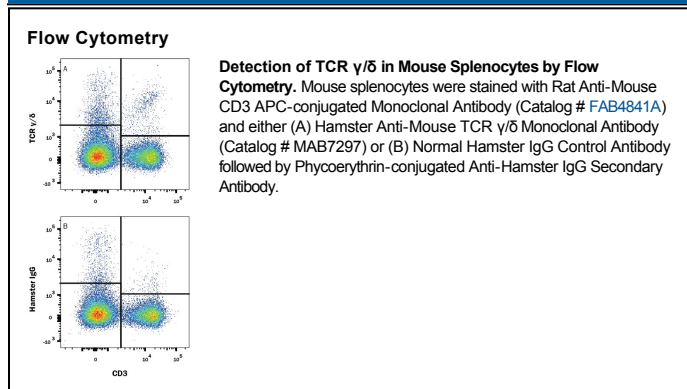 Flow Cytometry
Detection of TCR γ/δ in Mouse Splenocytes by Flow
Cytometry. Mouse splenocytes were stained with Rat Anti-Mouse
CD3 APC-conjugated Monoclonal Antibody (Catalog # FAB4841A)
and either (A) Hamster Anti-Mouse TCR γ/δ Monoclonal Antibody
(Catalog # MAB7297) or (B) Normal Hamster IgG Control Antibody
followed by Phycoerythrin-conjugated Anti-Hamster IgG Secondary
Antibody.
A
TCR γ/δ
10⁵
10⁴
10³
0
-10³
0 10⁴ 10⁵
B
Hamster IgG
10⁵
10⁴
10³
0
-10³
0 10⁴ 10⁵
CD3